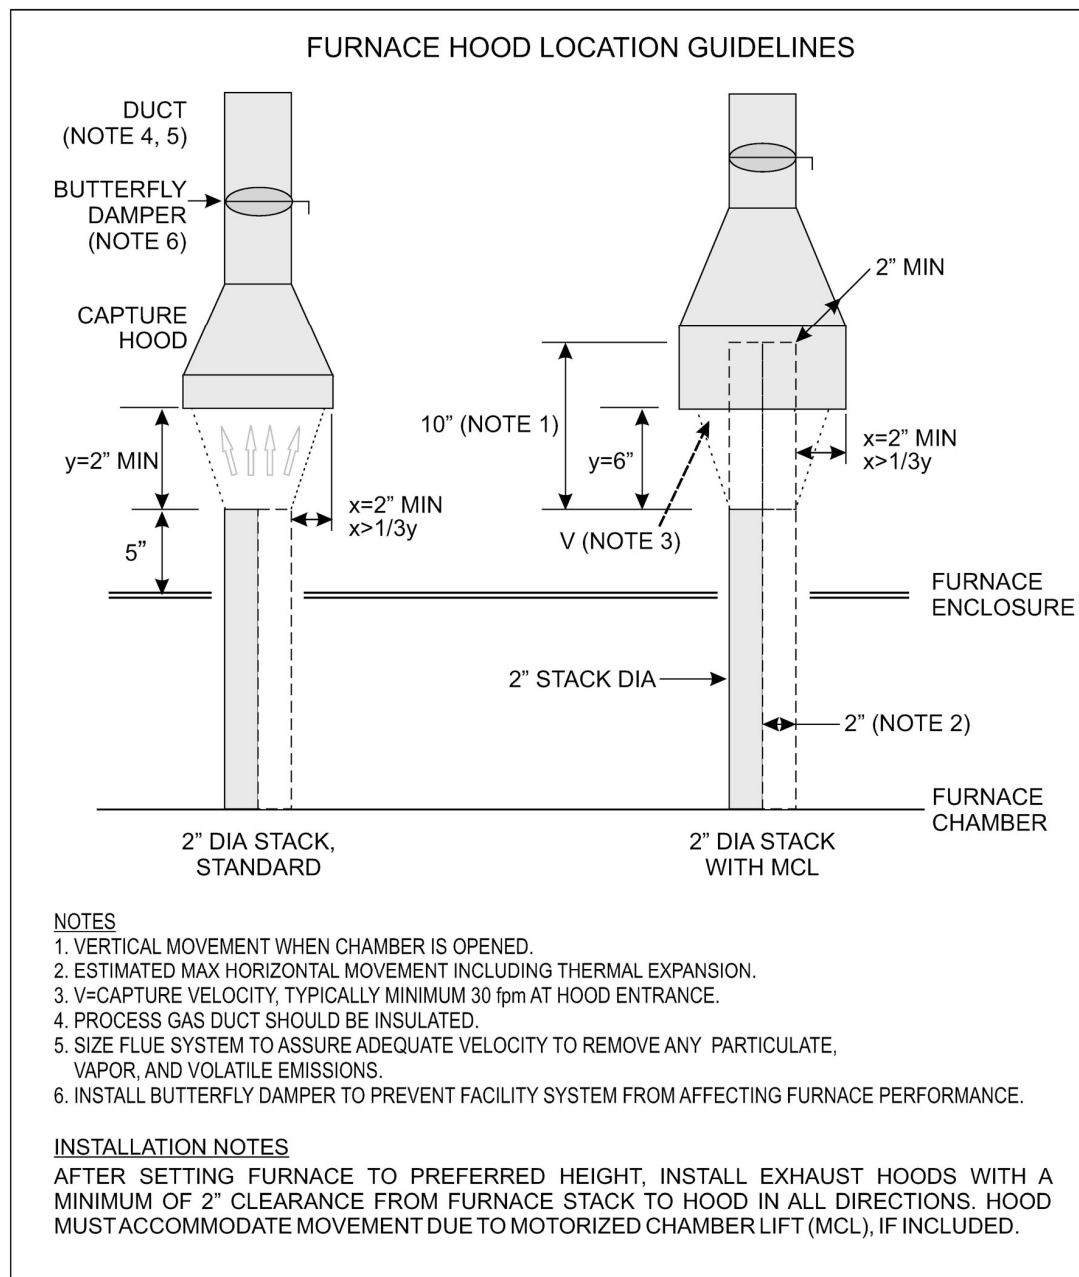 FURNACE HOOD LOCATION GUIDELINES
DUCT
(NOTE 4, 5)
BUTTERFLY
DAMPER
(NOTE 6)
CAPTURE
HOOD
y=2” MIN
5”
x=2” MIN
x>1/3y
2” MIN
10” (NOTE 1)
y=6”
x=2” MIN
x>1/3y
V (NOTE 3)
FURNACE
ENCLOSURE
2” STACK DIA
2” (NOTE 2)
FURNACE
CHAMBER
2” DIA STACK,
STANDARD
2” DIA STACK
WITH MCL
NOTES
1. VERTICAL MOVEMENT WHEN CHAMBER IS OPENED.
2. ESTIMATED MAX HORIZONTAL MOVEMENT INCLUDING THERMAL EXPANSION.
3. V=CAPTURE VELOCITY, TYPICALLY MINIMUM 30 fpm AT HOOD ENTRANCE.
4. PROCESS GAS DUCT SHOULD BE INSULATED.
5. SIZE FLUE SYSTEM TO ASSURE ADEQUATE VELOCITY TO REMOVE ANY PARTICULATE,
VAPOR, AND VOLATILE EMISSIONS.
6. INSTALL BUTTERFLY DAMPER TO PREVENT FACILITY SYSTEM FROM AFFECTING FURNACE PERFORMANCE.
INSTALLATION NOTES
AFTER SETTING FURNACE TO PREFERRED HEIGHT, INSTALL EXHAUST HOODS WITH A
MINIMUM OF 2” CLEARANCE FROM FURNACE STACK TO HOOD IN ALL DIRECTIONS. HOOD
MUST ACCOMMODATE MOVEMENT DUE TO MOTORIZED CHAMBER LIFT (MCL), IF INCLUDED.